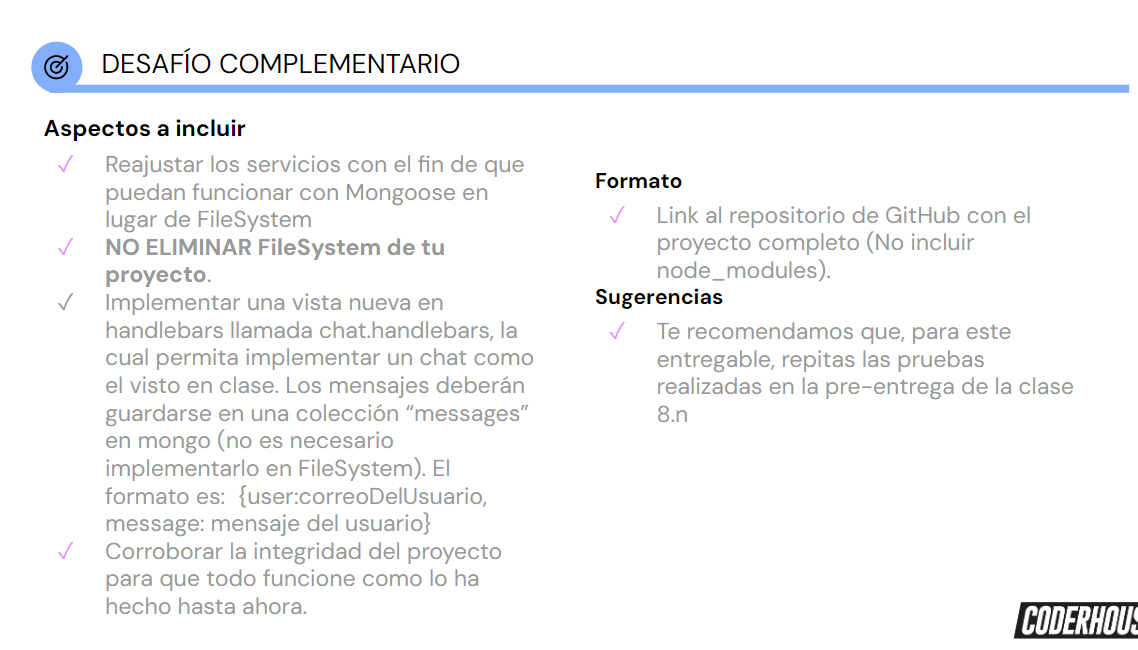 DESAFÍO COMPLEMENTARIO
Aspectos a incluir
✓ Reajustar los servicios con el fin de que
puedan funcionar con Mongoose en
lugar de FileSystem
✓ NO ELIMINAR FileSystem de tu
proyecto.
✓ Implementar una vista nueva en
handlebars llamada chat.handlebars, la
cual permita implementar un chat como
el visto en clase. Los mensajes deberán
guardarse en una colección “messages”
en mongo (no es necesario
implementarlo en FileSystem). El
formato es:  {user:correoDelUsuario,
message: mensaje del usuario}
✓ Corroborar la integridad del proyecto
para que todo funcione como lo ha
hecho hasta ahora.
Formato
✓ Link al repositorio de GitHub con el
proyecto completo (No incluir
node_modules).
Sugerencias
✓ Te recomendamos que, para este
entregable, repitas las pruebas
realizadas en la pre-entrega de la clase
8.n
CODERHOUS